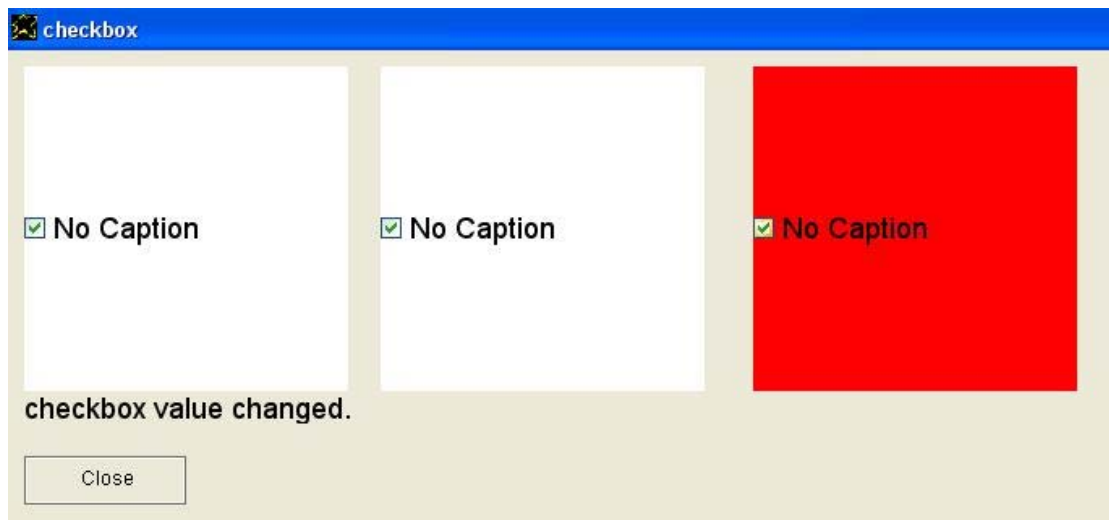 checkbox
No Caption
No Caption
No Caption
checkbox value changed.
Close